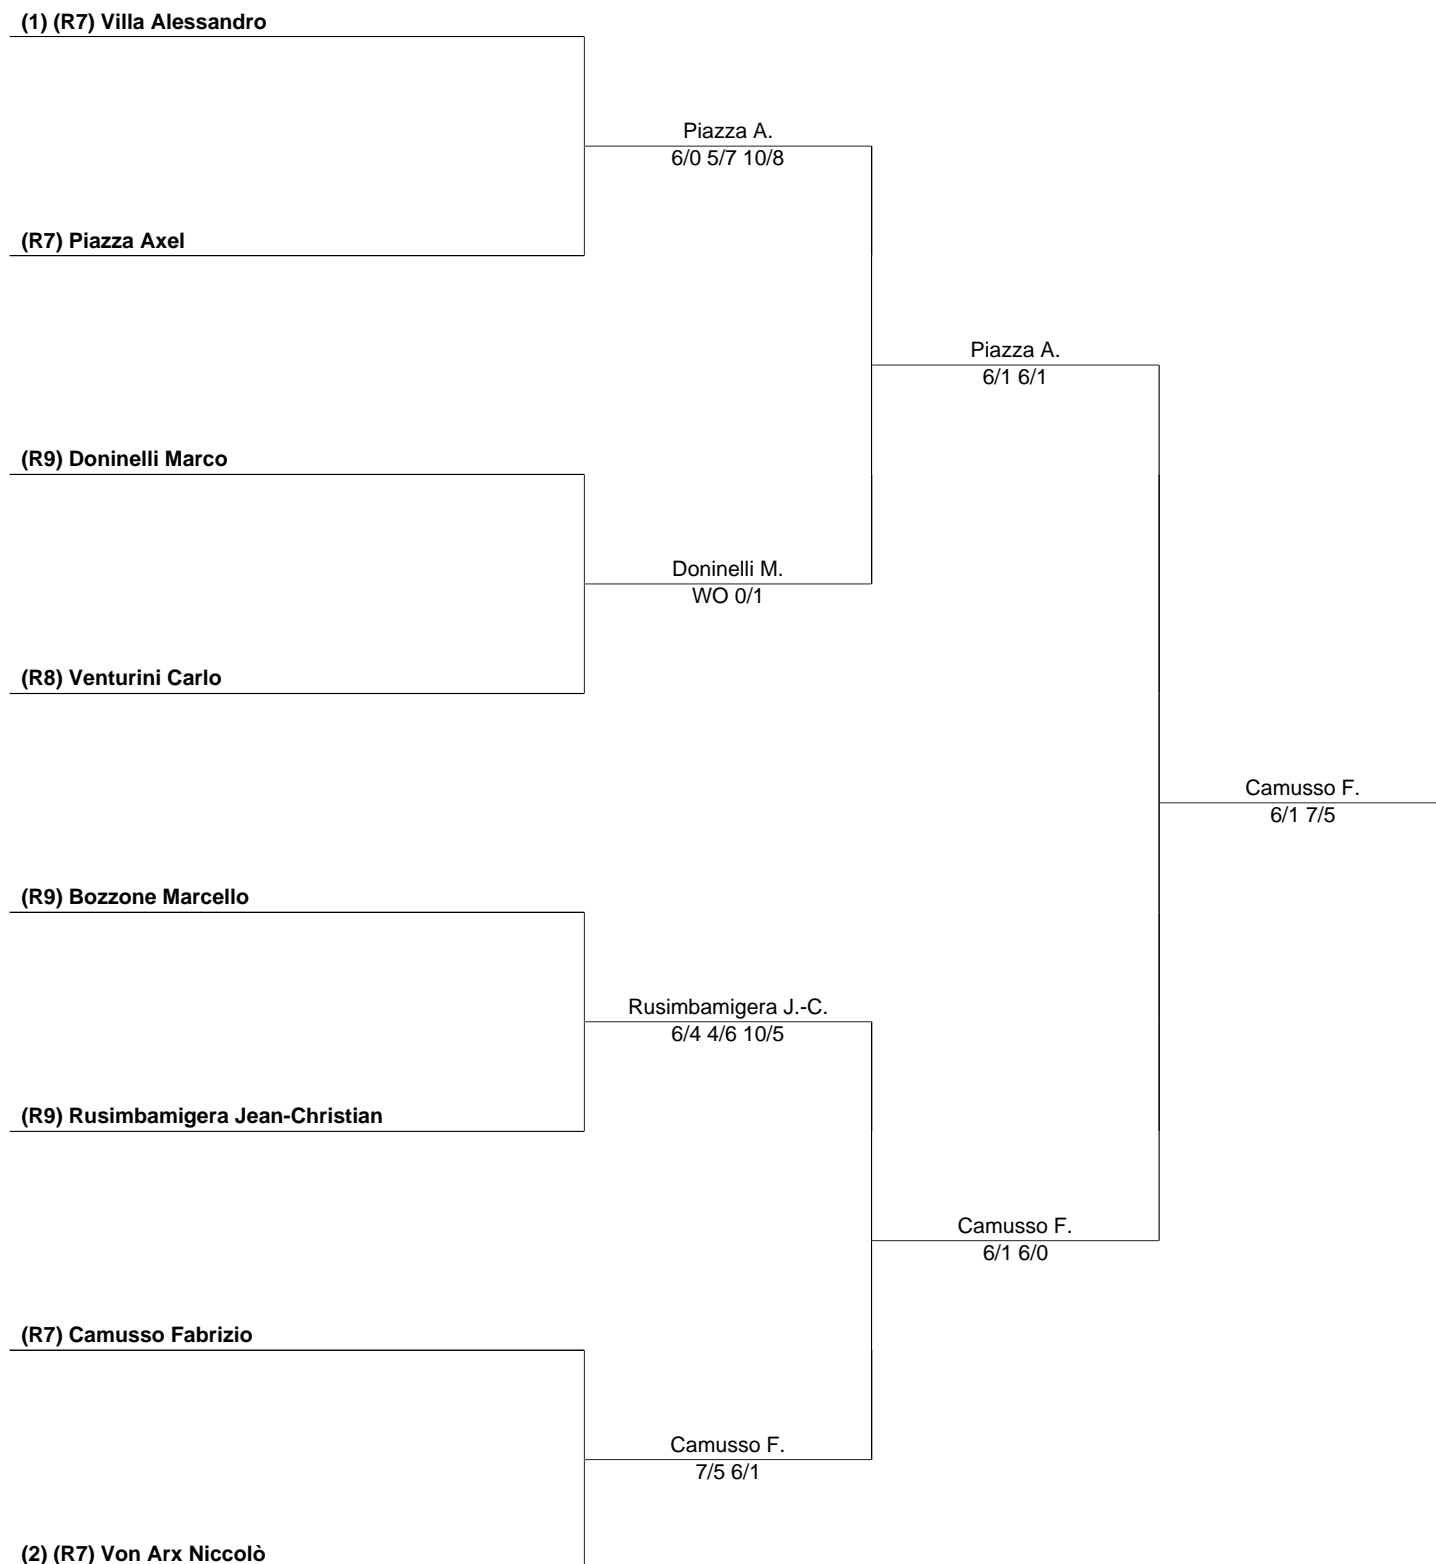 (1) (R7) Villa Alessandro
Piazza A.
6/0 5/7 10/8
(R7) Piazza Axel
Piazza A.
6/1 6/1
(R9) Doninelli Marco
Doninelli M.
WO 0/1
(R8) Venturini Carlo
Camusso F.
6/1 7/5
(R9) Bozzone Marcello
Rusimbamigera J.-C.
6/4 4/6 10/5
(R9) Rusimbamigera Jean-Christian
Camusso F.
6/1 6/0
(R7) Camusso Fabrizio
Camusso F.
7/5 6/1
(2) (R7) Von Arx Niccolò